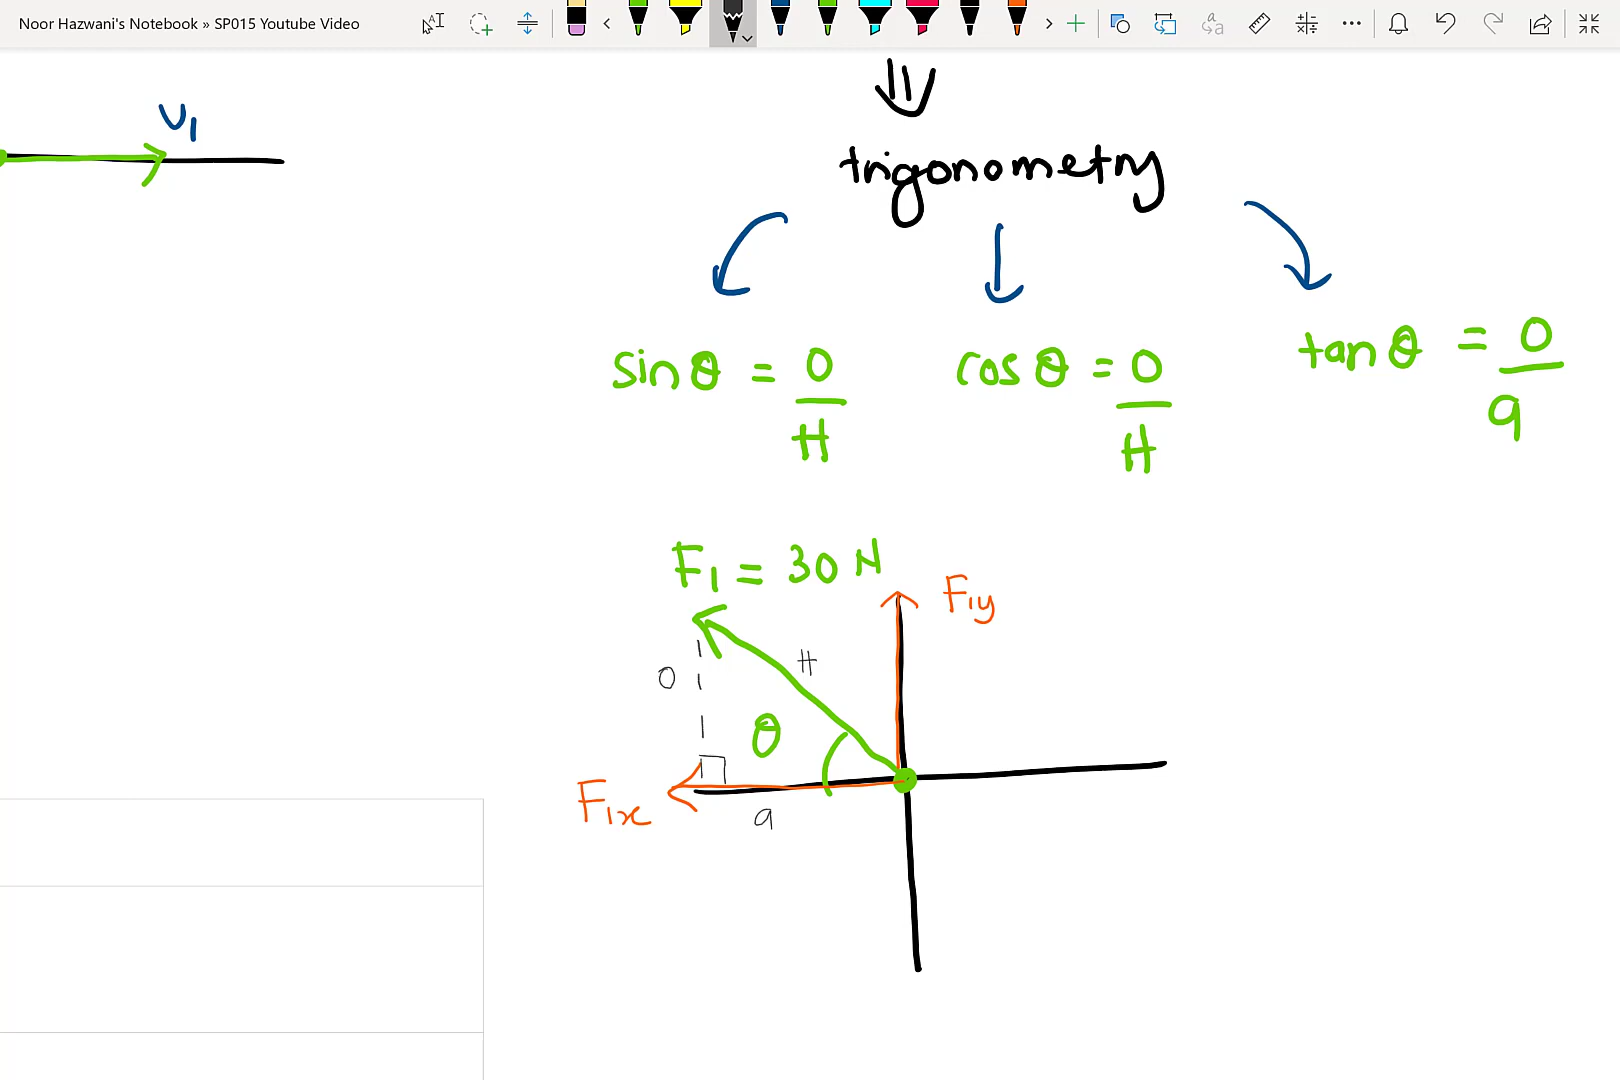 Noor Hazwani's Notebook » SP015 Youtube Video
v₁
trigonometry
sin θ = O/H
cos θ = O/H
tan θ = O/a
F₁ = 30 N
F₁y
H
O
θ
F₁x
a